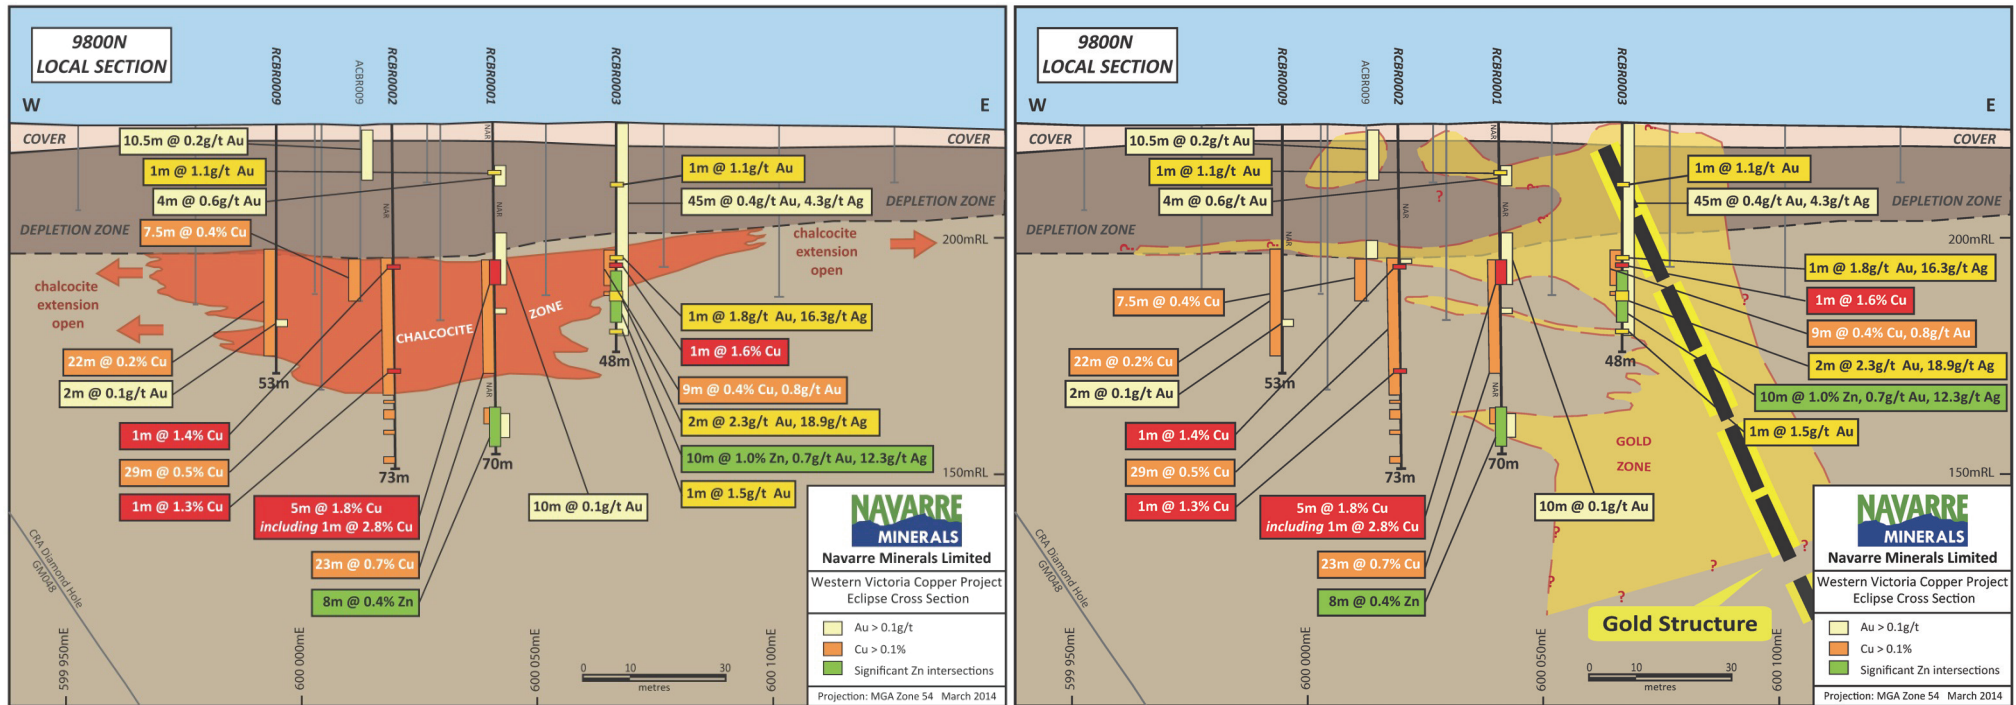 9800N
LOCAL SECTION
W
E
RCBR0009
ACBR009
RCBR0002
RCBR0001
RCBR0003
COVER
COVER
NAR
10.5m @ 0.2g/t Au
1m @ 1.1g/t Au
4m @ 0.6g/t Au
7.5m @ 0.4% Cu
1m @ 1.1g/t Au
45m @ 0.4g/t Au, 4.3g/t Ag
DEPLETION ZONE
DEPLETION ZONE
NAR
NAR
200mRL
chalcocite
extension
open
chalcocite
extension
open
CHALCOCITE
ZONE
22m @ 0.2% Cu
2m @ 0.1g/t Au
53m
48m
NAR
1m @ 1.8g/t Au, 16.3g/t Ag
1m @ 1.6% Cu
9m @ 0.4% Cu, 0.8g/t Au
2m @ 2.3g/t Au, 18.9g/t Ag
10m @ 1.0% Zn, 0.7g/t Au, 12.3g/t Ag
1m @ 1.5g/t Au
1m @ 1.4% Cu
29m @ 0.5% Cu
1m @ 1.3% Cu
73m
70m
150mRL
5m @ 1.8% Cu
including 1m @ 2.8% Cu
10m @ 0.1g/t Au
23m @ 0.7% Cu
8m @ 0.4% Zn
CRA Diamond Hole
GM048
NAVARRE
MINERALS
Navarre Minerals Limited
Western Victoria Copper Project
Eclipse Cross Section
Au > 0.1g/t
Cu > 0.1%
Significant Zn intersections
Projection: MGA Zone 54 March 2014
599 950mE
600 000mE
600 050mE
600 100mE
0 10 30
metres
9800N
LOCAL SECTION
W
E
RCBR0009
ACBR009
RCBR0002
RCBR0001
RCBR0003
COVER
COVER
NAR
10.5m @ 0.2g/t Au
1m @ 1.1g/t Au
4m @ 0.6g/t Au
1m @ 1.1g/t Au
45m @ 0.4g/t Au, 4.3g/t Ag
DEPLETION ZONE
DEPLETION ZONE
NAR
NAR
NAR
?
?
?
?
?
?
200mRL
7.5m @ 0.4% Cu
22m @ 0.2% Cu
2m @ 0.1g/t Au
53m
48m
NAR
1m @ 1.8g/t Au, 16.3g/t Ag
?
1m @ 1.6% Cu
9m @ 0.4% Cu, 0.8g/t Au
2m @ 2.3g/t Au, 18.9g/t Ag
10m @ 1.0% Zn, 0.7g/t Au, 12.3g/t Ag
1m @ 1.5g/t Au
GOLD
ZONE
1m @ 1.4% Cu
29m @ 0.5% Cu
1m @ 1.3% Cu
73m
70m
150mRL
5m @ 1.8% Cu
including 1m @ 2.8% Cu
10m @ 0.1g/t Au
23m @ 0.7% Cu
8m @ 0.4% Zn
?
?
?
?
?
Gold Structure
CRA Diamond Hole
GM048
NAVARRE
MINERALS
Navarre Minerals Limited
Western Victoria Copper Project
Eclipse Cross Section
Au > 0.1g/t
Cu > 0.1%
Significant Zn intersections
Projection: MGA Zone 54 March 2014
599 950mE
600 000mE
600 050mE
600 100mE
0 10 30
metres